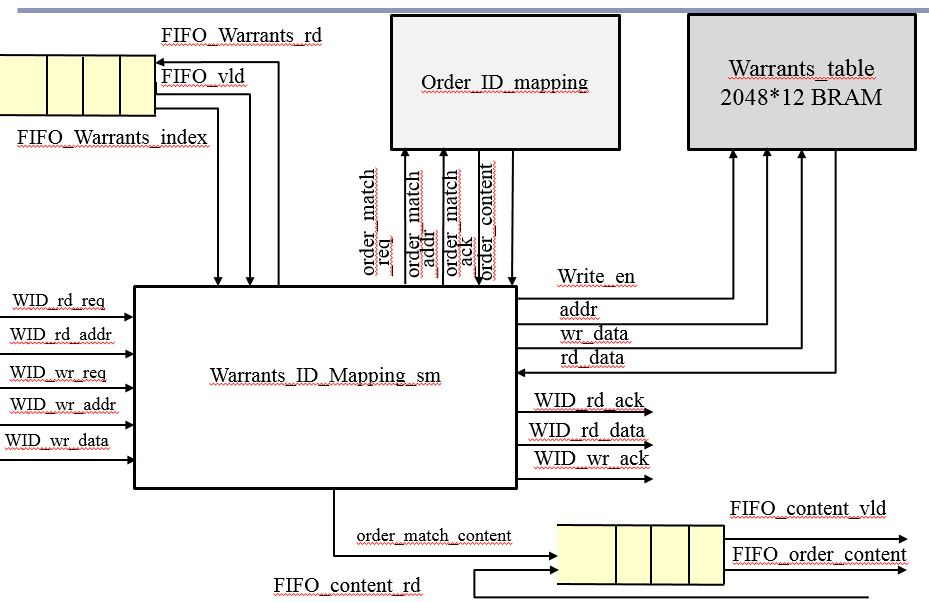 FIFO_Warrants_rd
FIFO_vld
FIFO_Warrants_index
Order_ID_mapping
Warrants_table
2048*12 BRAM
order_match
req
order_match
addr
order_match
ack
order_content
Write_en
addr
wr_data
rd_data
WID_rd_req
WID_rd_addr
WID_wr_req
WID_wr_addr
WID_wr_data
Warrants_ID_Mapping_sm
WID_rd_ack
WID_rd_data
WID_wr_ack
order_match_content
FIFO_content_rd
FIFO_content_vld
FIFO_order_content